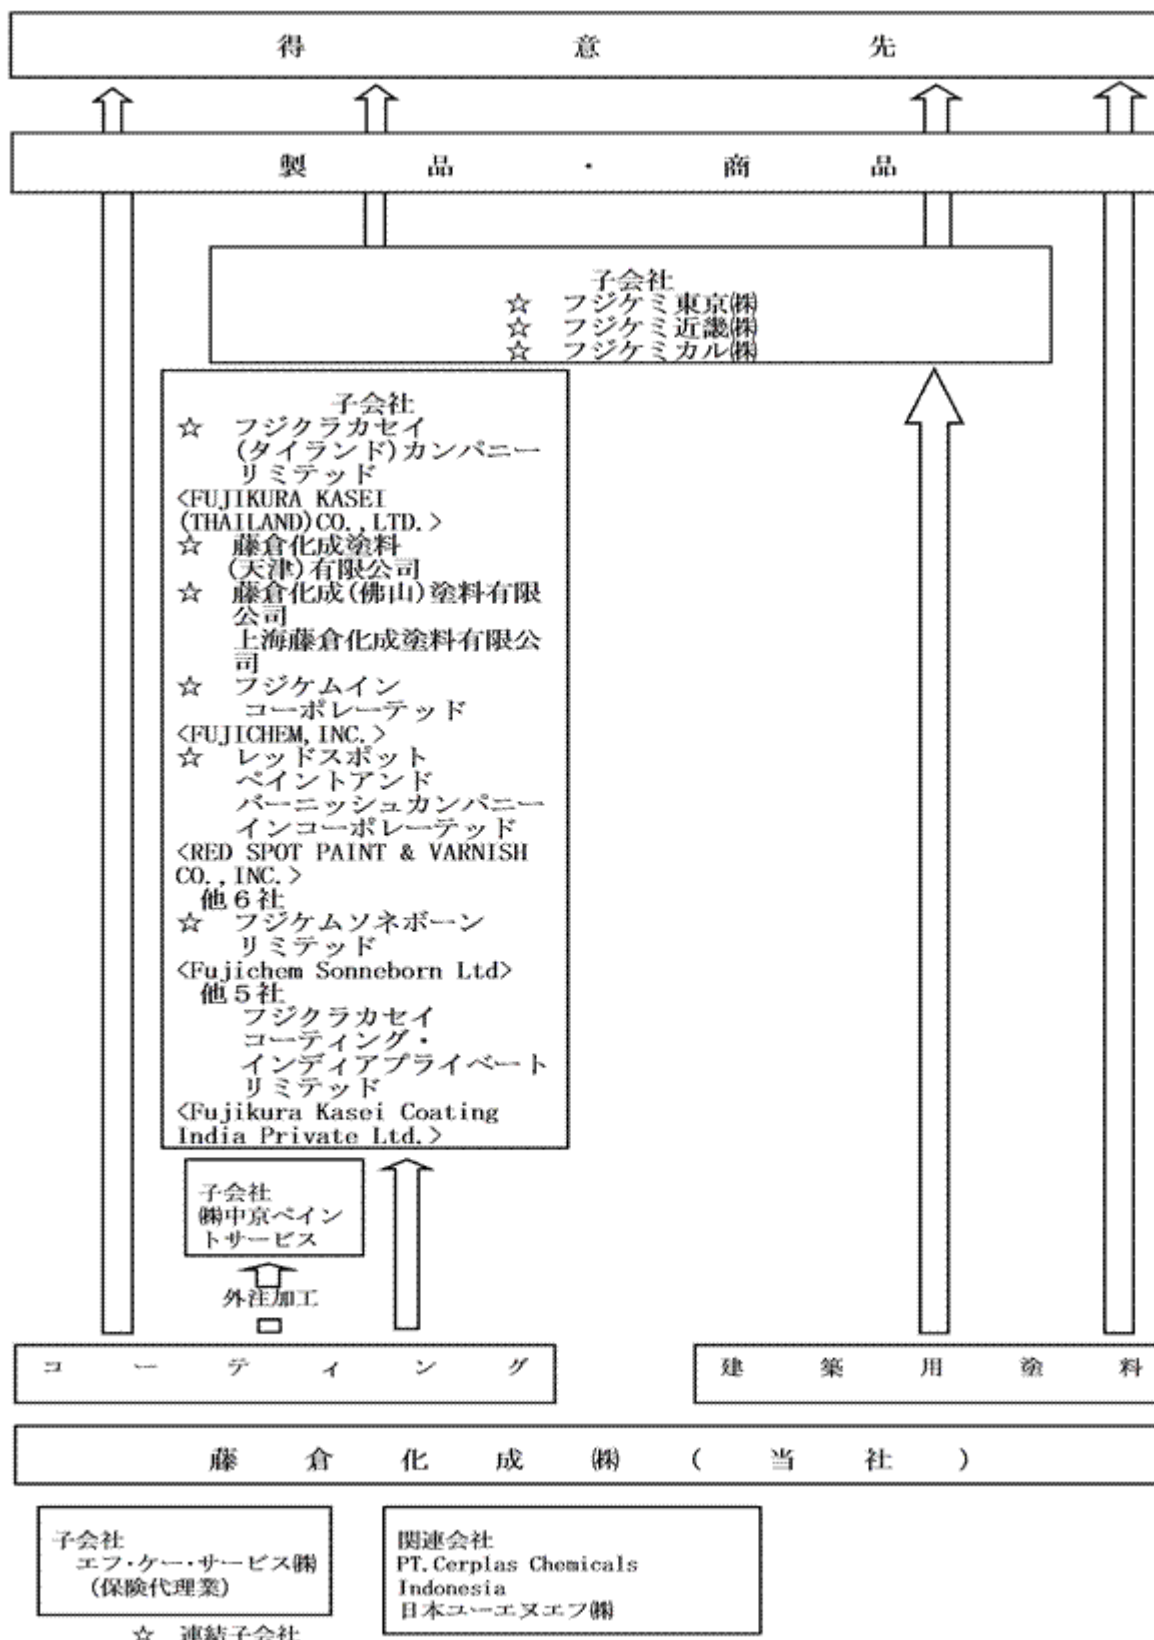 得意先
製品・商品
子会社
☆ フジケミ東京㈱
☆ フジケミ近畿㈱
☆ フジケミカル㈱
子会社
☆ フジクラカセイ
(タイランド)カンパニー
リミテッド
<FUJIKURA KASEI
(THAILAND)CO.,LTD.>
☆ 藤倉化成塗料
(天津)有限公司
☆ 藤倉化成(佛山)塗料有限
公司
上海藤倉化成塗料有限公
司
☆ フジケムイン
コーポレーテッド
<FUJICHEM,INC.>
☆ レッドスポット
ペイントアンド
バーニッシュカンパニー
インコーポレーテッド
<RED SPOT PAINT & VARNISH
CO.,INC.>
他6社
☆ フジケムソネボーン
リミテッド
<Fujichem Sonneborn Ltd>
他5社
フジクラカセイ
コーティング・
インディアプライベート
リミテッド
<Fujikura Kasei Coating
India Private Ltd.>
子会社
㈱中京ペイン
トサービス
外注加工
コーティング
建築用塗料
藤倉化成㈱(当社)
子会社
エフ・ケー・サービス㈱
(保険代理業)
関連会社
PT.Cerplas Chemicals
Indonesia
日本ユーエヌエフ㈱
☆ 連結子会社